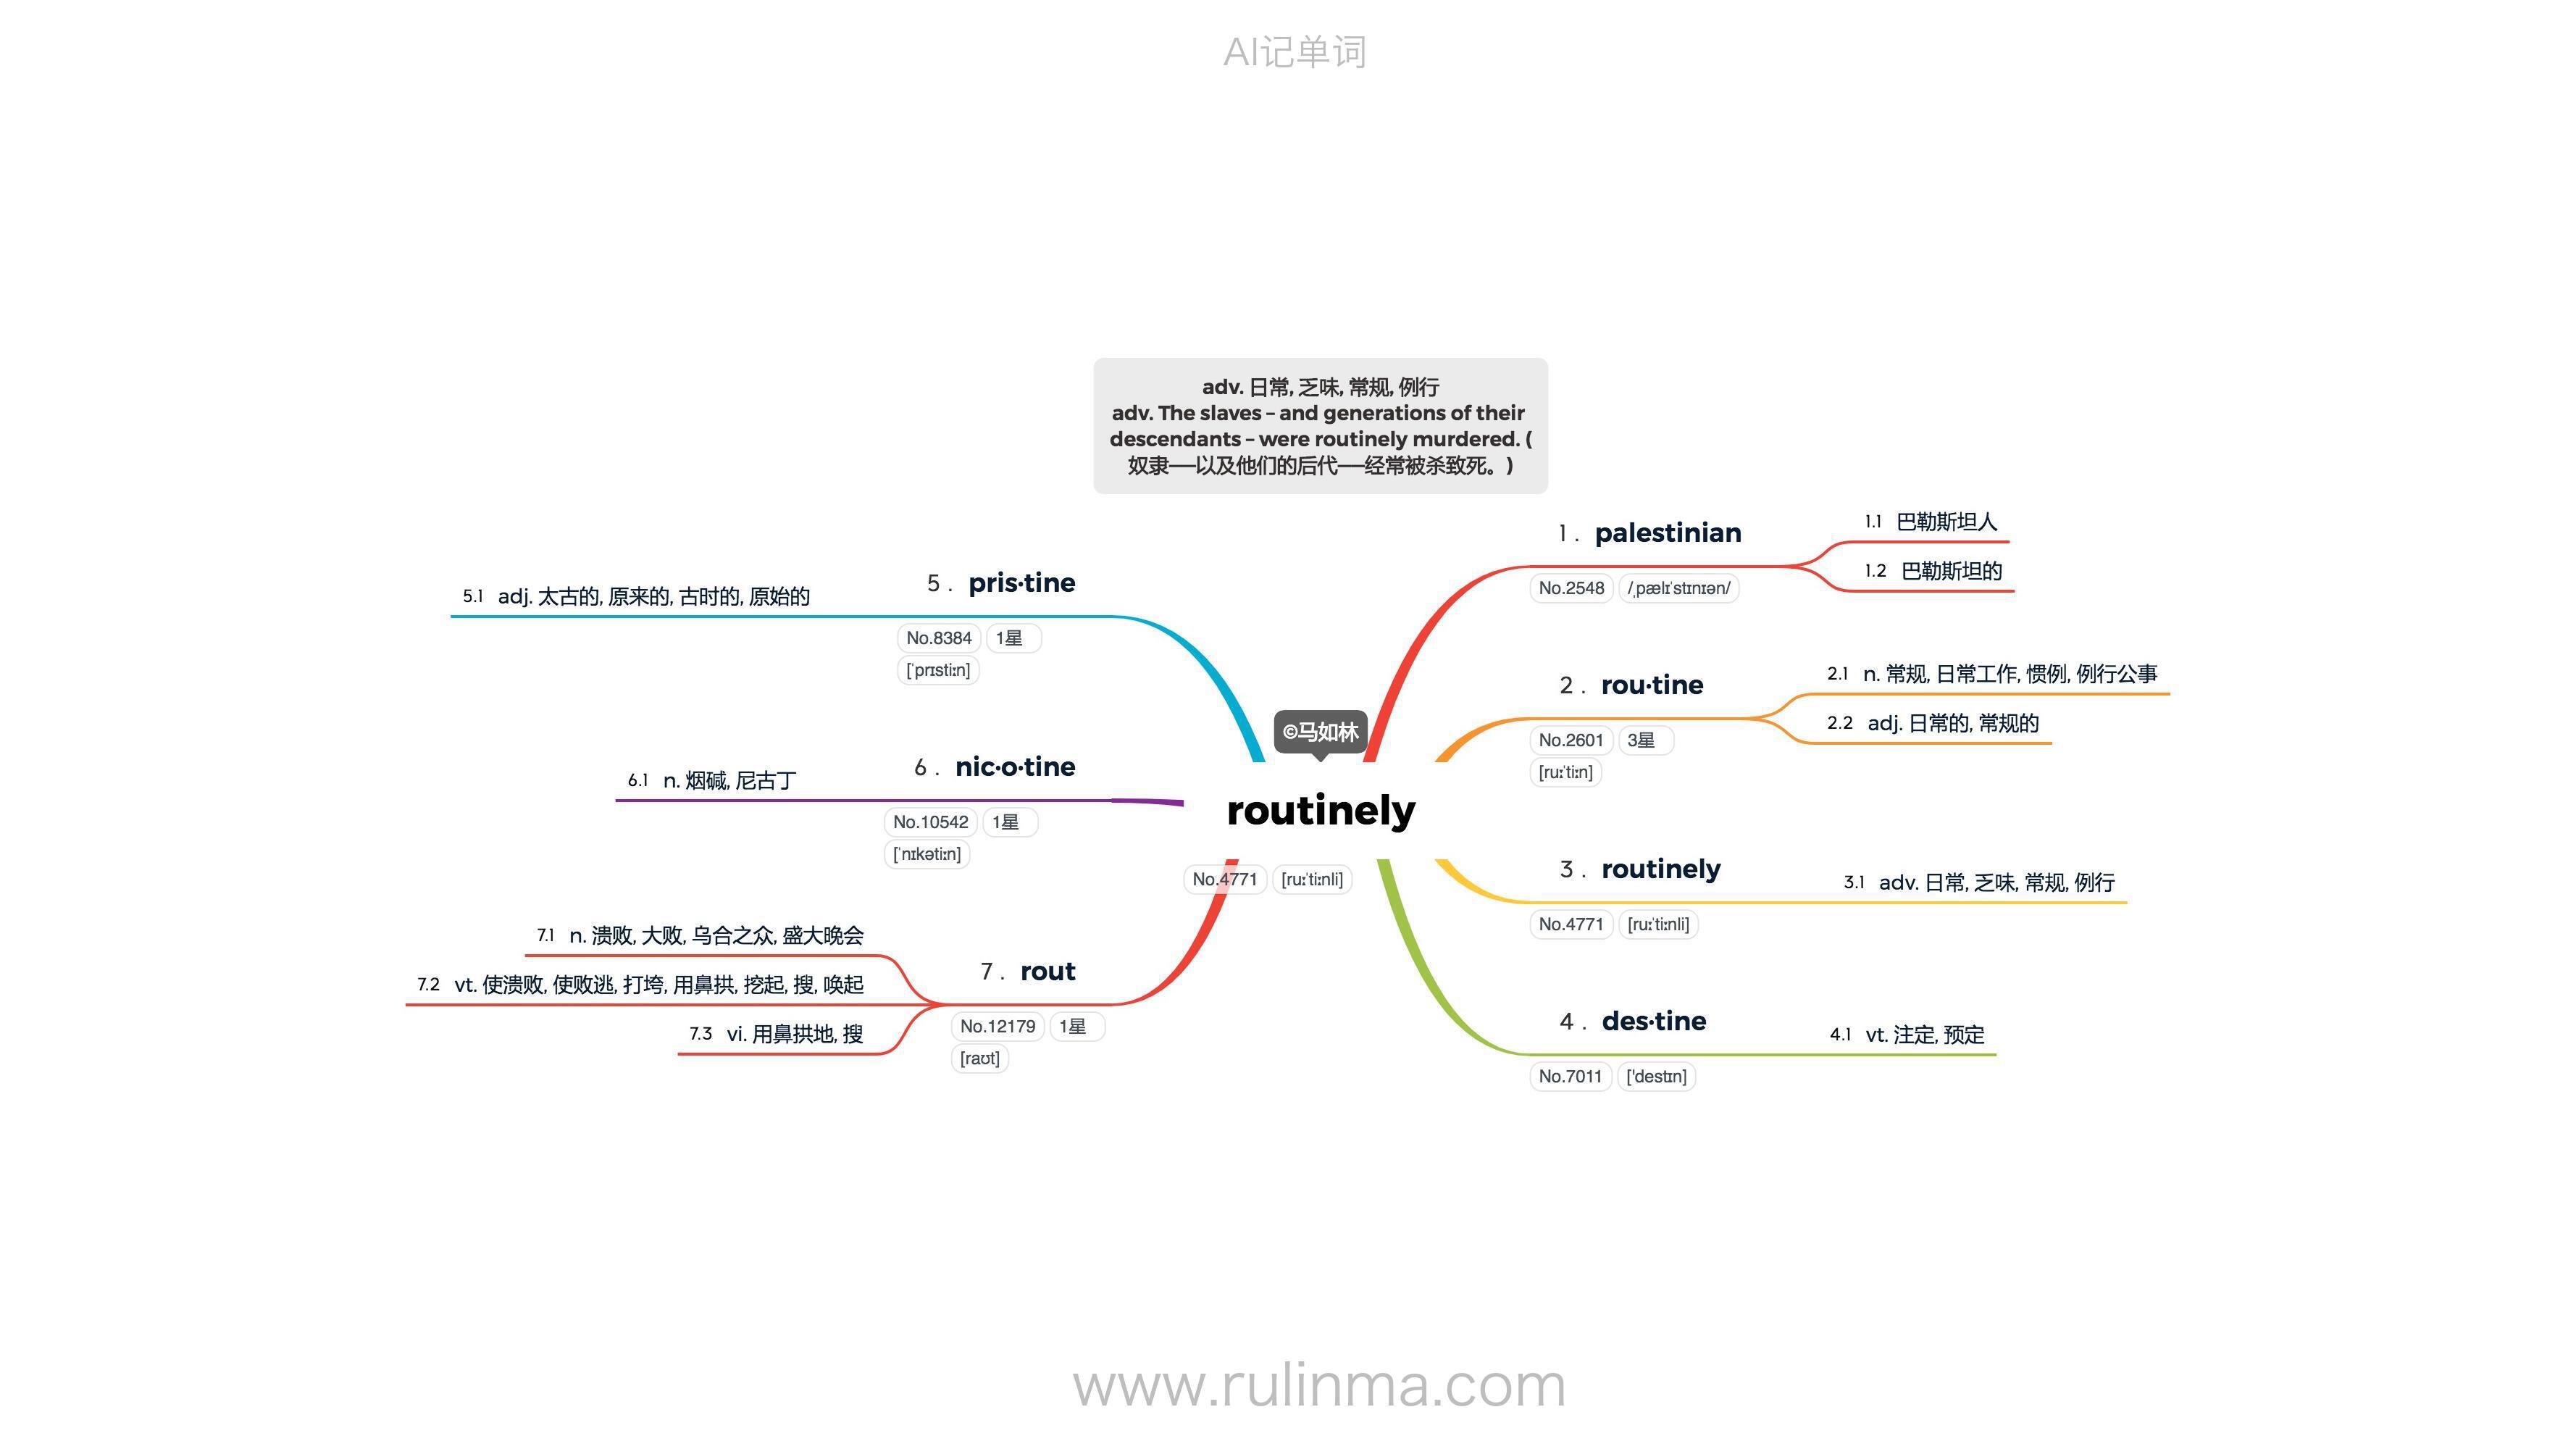 AI记单词
adv. 日常, 乏味, 常规, 例行
adv. The slaves – and generations of their
descendants – were routinely murdered. (
奴隶——以及他们的后代——经常被杀致死。)
©马如林
routinely
No.4771 [ruːˈtiːnli]
1. palestinian
No.2548 /ˌpælɪˈstɪnɪən/
1.1 巴勒斯坦人
1.2 巴勒斯坦的
2. rou·tine
No.2601 3星
[ruːˈtiːn]
2.1 n. 常规, 日常工作, 惯例, 例行公事
2.2 adj. 日常的, 常规的
3. routinely
No.4771 [ruːˈtiːnli]
3.1 adv. 日常, 乏味, 常规, 例行
4. des·tine
No.7011 ['destɪn]
4.1 vt. 注定, 预定
5. pris·tine
No.8384 1星
[ˈprɪstiːn]
5.1 adj. 太古的, 原来的, 古时的, 原始的
6. nic·o·tine
No.10542 1星
[ˈnɪkətiːn]
6.1 n. 烟碱, 尼古丁
7. rout
No.12179 1星
[raʊt]
7.1 n. 溃败, 大败, 乌合之众, 盛大晚会
7.2 vt. 使溃败, 使败逃, 打垮, 用鼻拱, 挖起, 搜, 唤起
7.3 vi. 用鼻拱地, 搜
www.rulinma.com